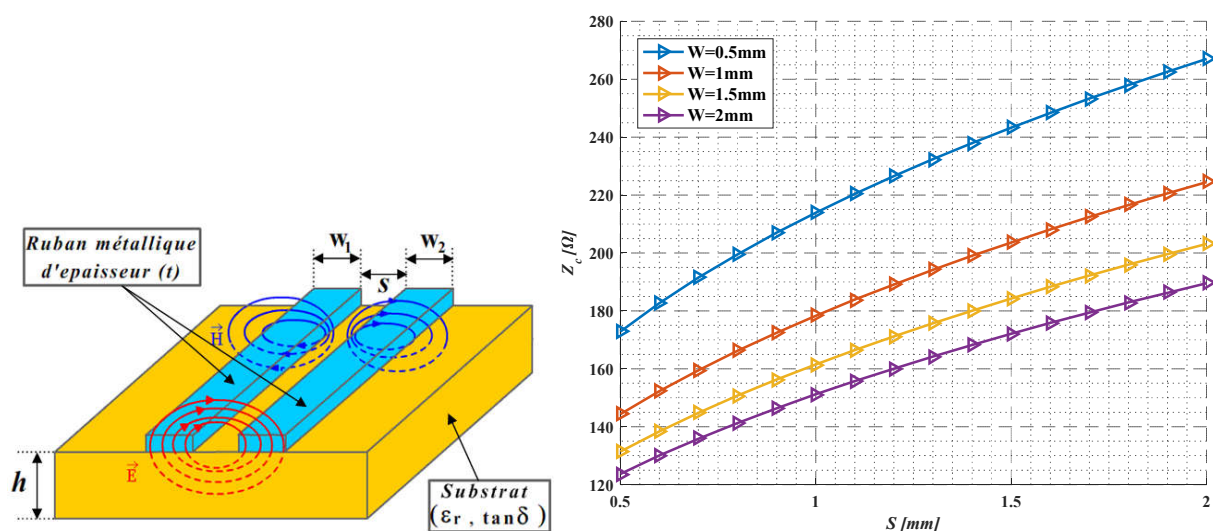 Ruban métallique
d'epaisseur (t)
W1
W2
S
H
E
h
Substrat
(εr , tanδ )
280
260
240
220
200
180
160
140
120
Zc [Ω]
W=0.5mm
W=1mm
W=1.5mm
W=2mm
0.5
1
1.5
2
S [mm]